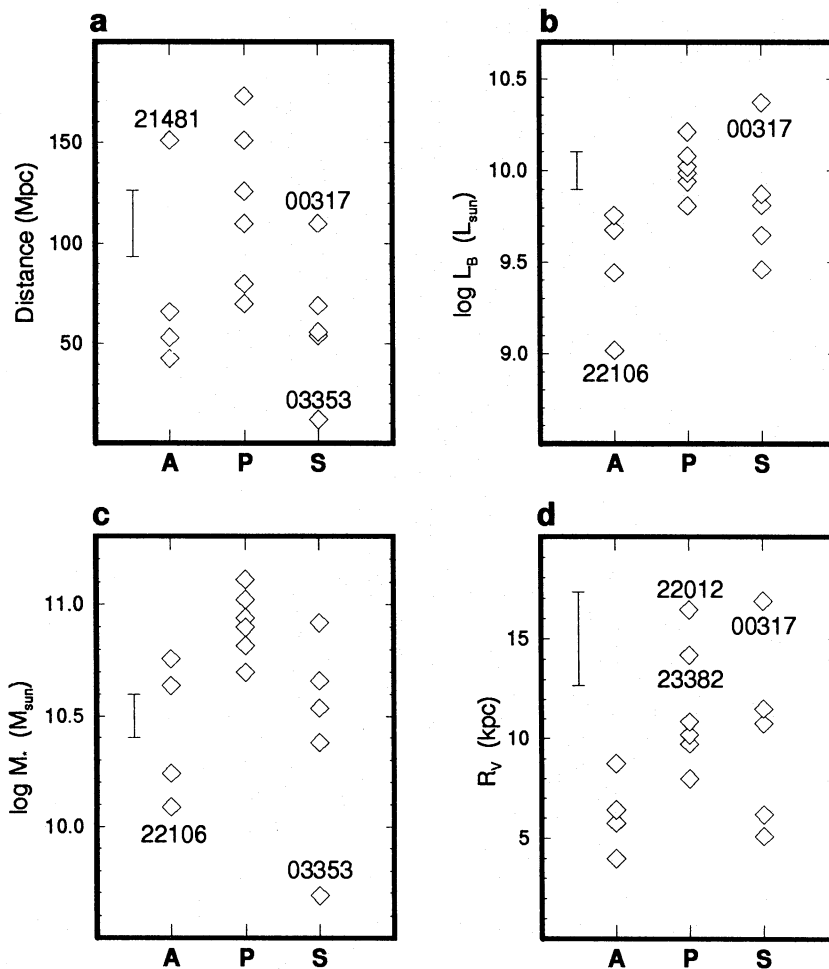 a
Distance (Mpc)
150
100
50
21481
00317
03353
A P S
b
log L_B (L_sun)
10.5
10.0
9.5
9.0
00317
22106
A P S
c
log M_* (M_sun)
11.0
10.5
10.0
22106
03353
A P S
d
R_V (kpc)
15
10
5
22012
23382
00317
A P S